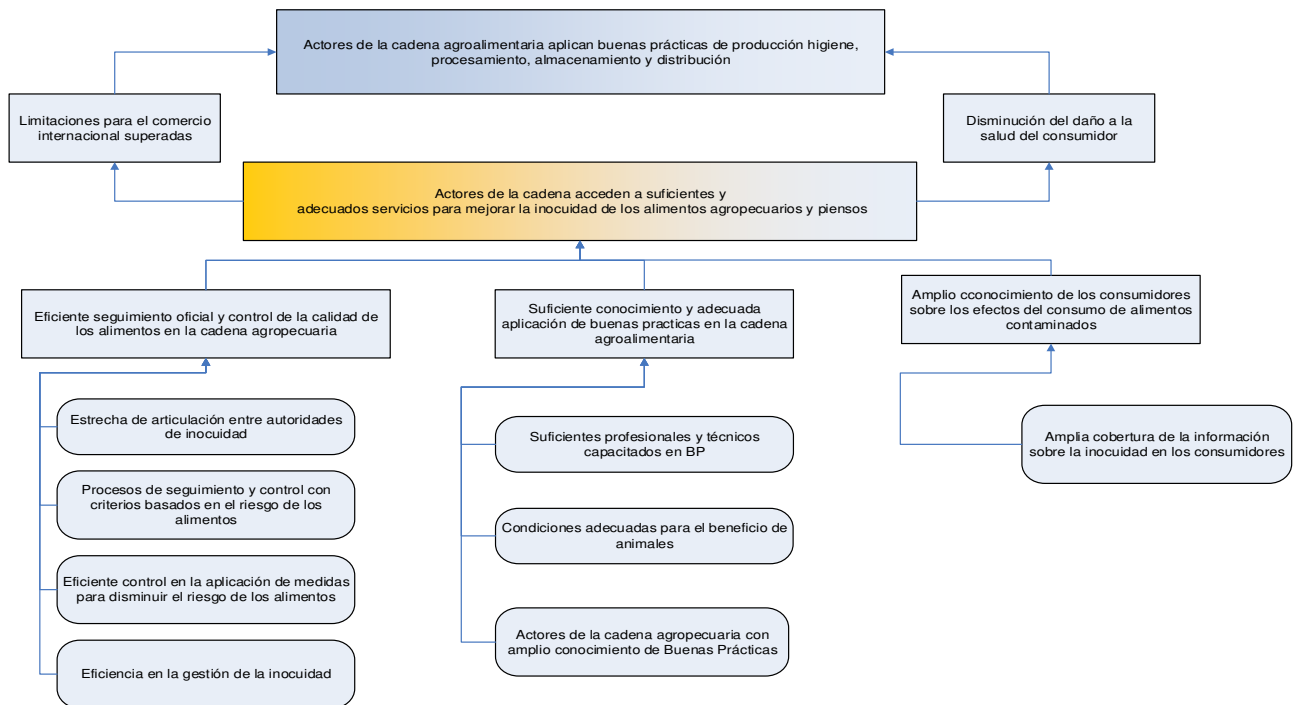 Actores de la cadena agroalimentaria aplican buenas prácticas de producción higiene,
procesamiento, almacenamiento y distribución
Limitaciones para el comercio
internacional superadas
Disminución del daño a la
salud del consumidor
Actores de la cadena acceden a suficientes y
adecuados servicios para mejorar la inocuidad de los alimentos agropecuarios y piensos
Eficiente seguimiento oficial y control de la calidad de
los alimentos en la cadena agropecuaria
Suficiente conocimiento y adecuada
aplicación de buenas practicas en la cadena
agroalimentaria
Amplio cconocimiento de los consumidores
sobre los efectos del consumo de alimentos
contaminados
Estrecha de articulación entre autoridades
de inocuidad
Procesos de seguimiento y control con
criterios basados en el riesgo de los
alimentos
Eficiente control en la aplicación de medidas
para disminuir el riesgo de los alimentos
Eficiencia en la gestión de la inocuidad
Suficientes profesionales y técnicos
capacitados en BP
Condiciones adecuadas para el beneficio de
animales
Actores de la cadena agropecuaria con
amplio conocimiento de Buenas Prácticas
Amplia cobertura de la información
sobre la inocuidad en los consumidores